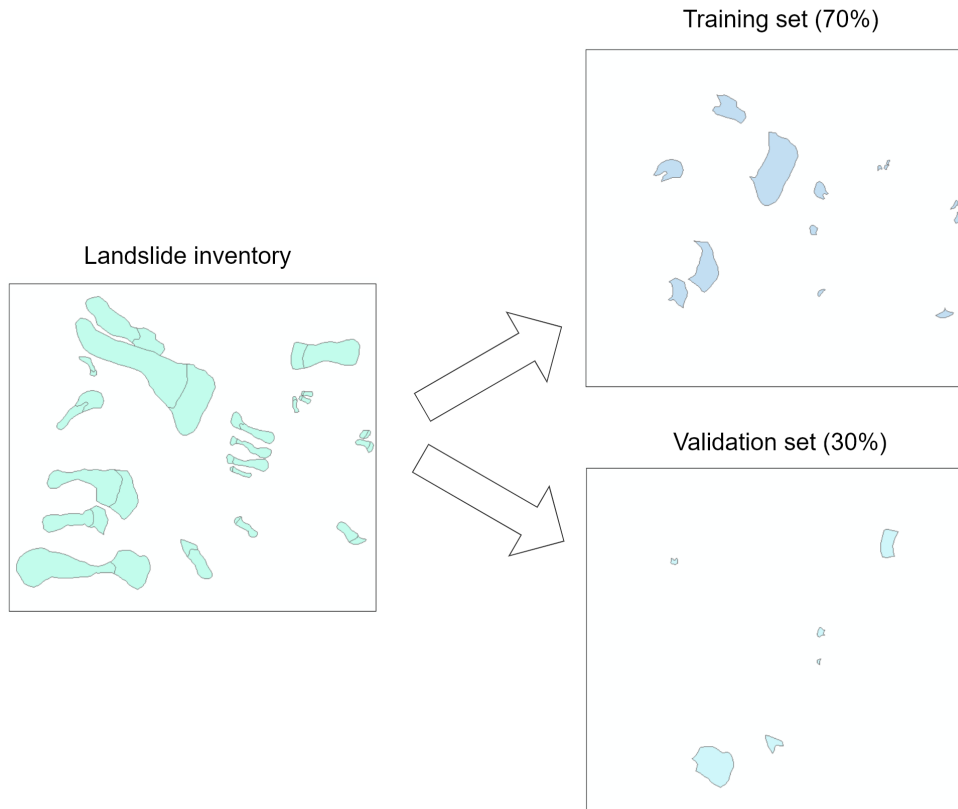 Training set (70%)
Landslide inventory
Validation set (30%)